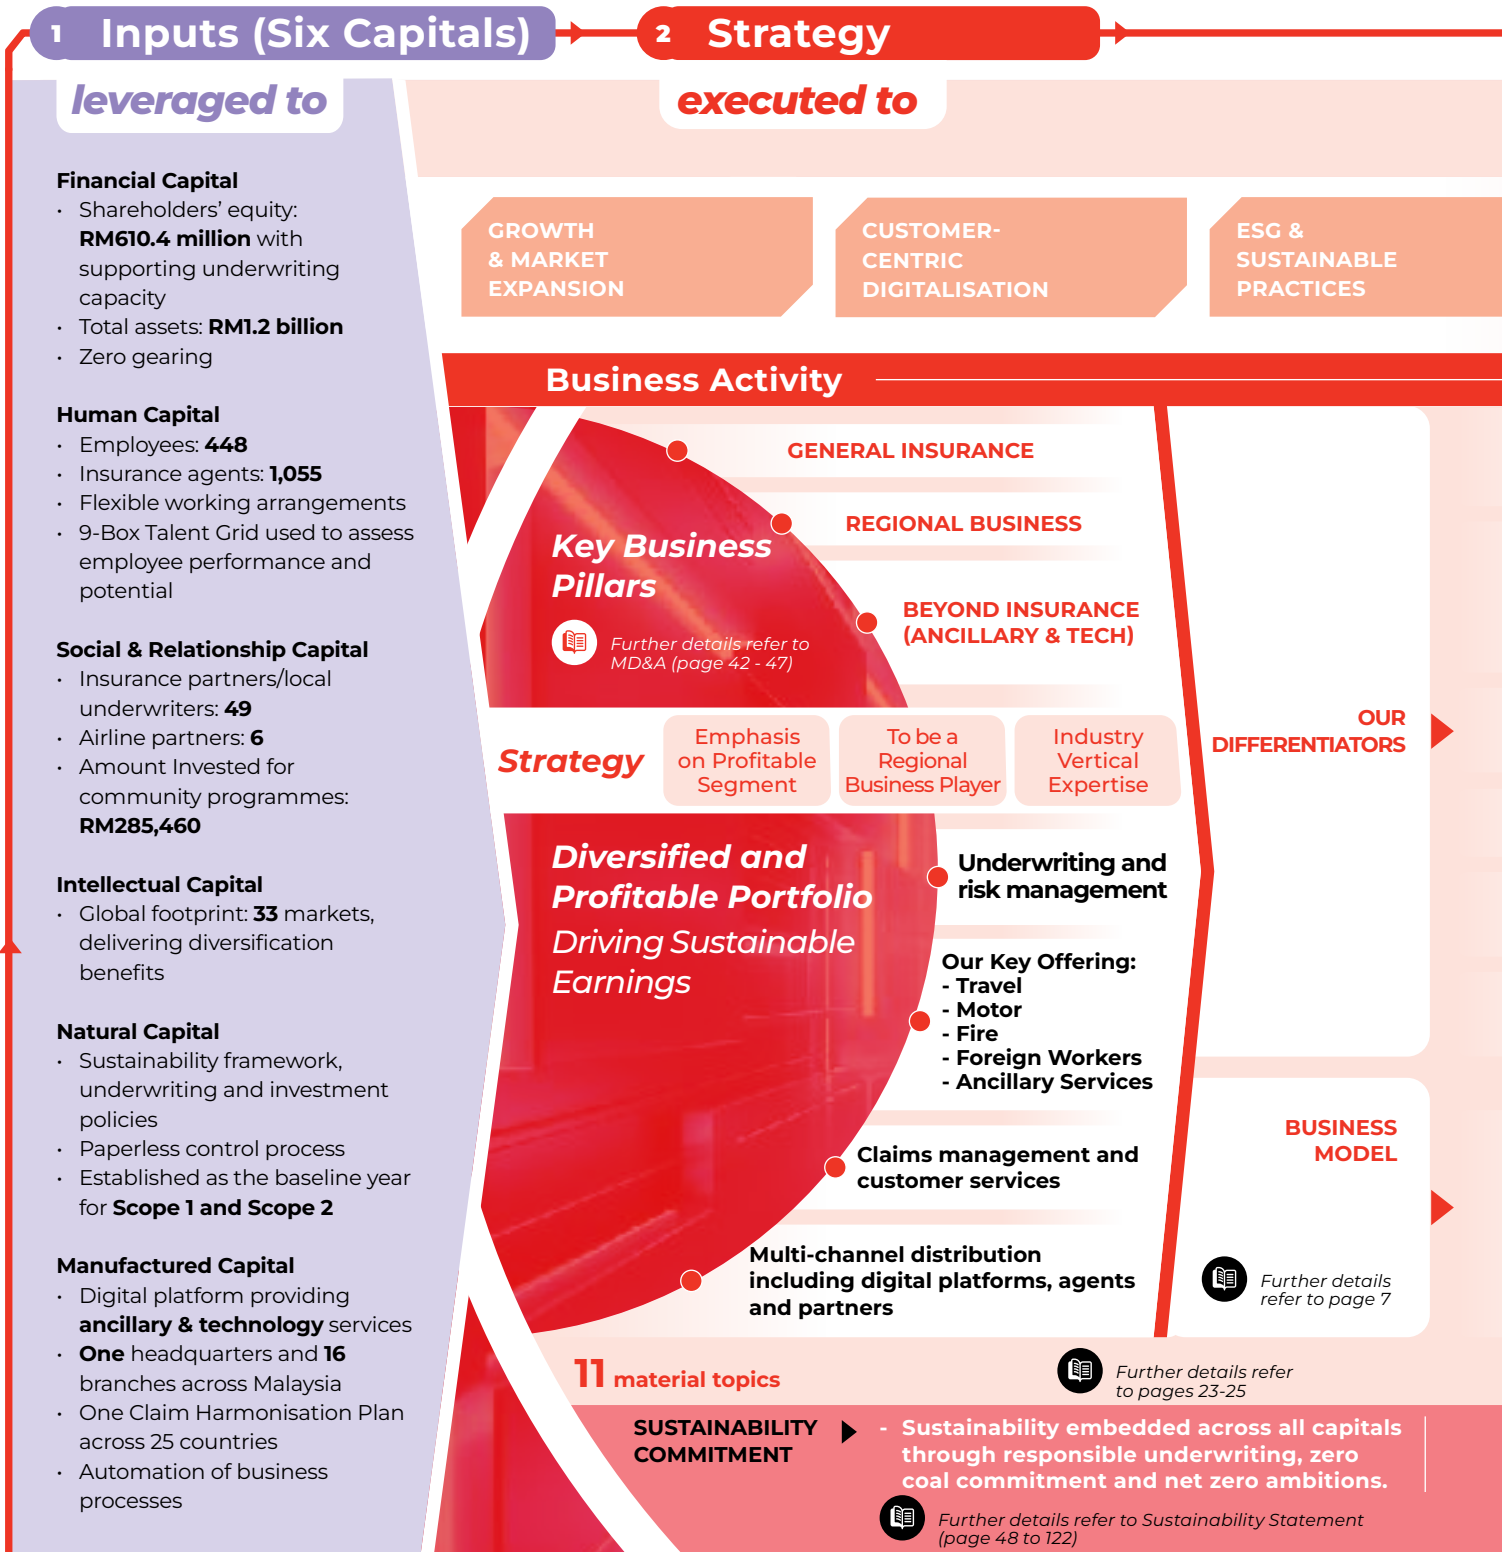 1 Inputs (Six Capitals)
leveraged to
Financial Capital
• Shareholders’ equity:
RM610.4 million with
supporting underwriting
capacity
• Total assets: RM1.2 billion
• Zero gearing
Human Capital
• Employees: 448
• Insurance agents: 1,055
• Flexible working arrangements
• 9-Box Talent Grid used to assess
employee performance and
potential
Social & Relationship Capital
• Insurance partners/local
underwriters: 49
• Airline partners: 6
• Amount Invested for
community programmes:
RM285,460
Intellectual Capital
• Global footprint: 33 markets,
delivering diversification
benefits
Natural Capital
• Sustainability framework,
underwriting and investment
policies
• Paperless control process
• Established as the baseline year
for Scope 1 and Scope 2
Manufactured Capital
• Digital platform providing
ancillary & technology services
• One headquarters and 16
branches across Malaysia
• One Claim Harmonisation Plan
across 25 countries
• Automation of business
processes
2 Strategy
executed to
GROWTH
& MARKET
EXPANSION
CUSTOMER-
CENTRIC
DIGITALISATION
ESG &
SUSTAINABLE
PRACTICES
Business Activity
Key Business
Pillars
Further details refer to
MD&A (page 42 - 47)
GENERAL INSURANCE
REGIONAL BUSINESS
BEYOND INSURANCE
(ANCILLARY & TECH)
Strategy
Emphasis
on Profitable
Segment
To be a
Regional
Business Player
Industry
Vertical
Expertise
Diversified and
Profitable Portfolio
Driving Sustainable
Earnings
Underwriting and
risk management
Our Key Offering:
- Travel
- Motor
- Fire
- Foreign Workers
- Ancillary Services
Claims management and
customer services
Multi-channel distribution
including digital platforms, agents
and partners
OUR
DIFFERENTIATORS
BUSINESS
MODEL
Further details
refer to page 7
11 material topics
Further details refer
to pages 23-25
SUSTAINABILITY
COMMITMENT
- Sustainability embedded across all capitals
through responsible underwriting, zero
coal commitment and net zero ambitions.
Further details refer to Sustainability Statement
(page 48 to 122)